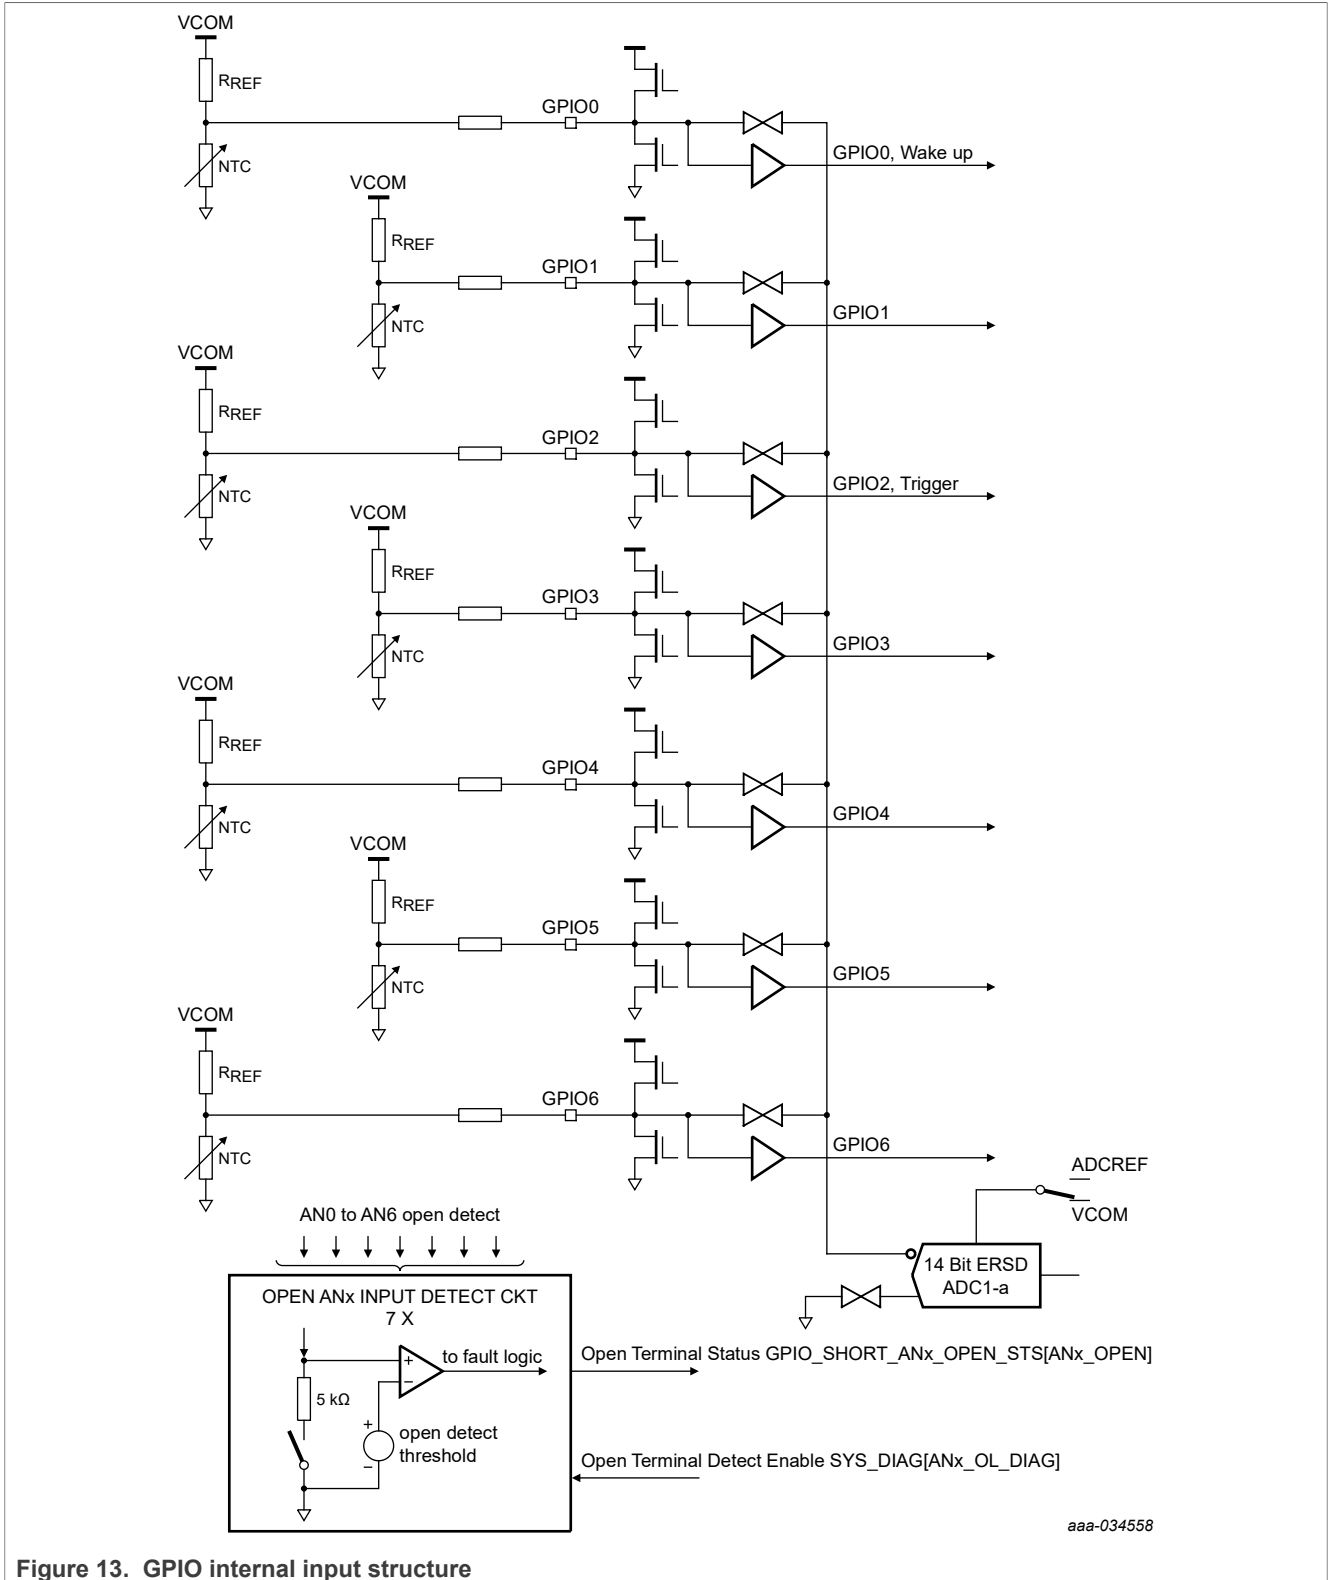 VCOM
RREF
GPIO0
NTC
GPIO0, Wake up
VCOM
RREF
GPIO1
NTC
GPIO1
VCOM
RREF
GPIO2
NTC
GPIO2, Trigger
VCOM
RREF
GPIO3
NTC
GPIO3
VCOM
RREF
GPIO4
NTC
GPIO4
VCOM
RREF
GPIO5
NTC
GPIO5
VCOM
RREF
GPIO6
NTC
GPIO6
ADCREF
VCOM
14 Bit ERSD
ADC1-a
AN0 to AN6 open detect
OPEN ANx INPUT DETECT CKT
7 X
to fault logic
+
−
5 kΩ
+
−
open detect
threshold
Open Terminal Status GPIO_SHORT_ANx_OPEN_STS[ANx_OPEN]
Open Terminal Detect Enable SYS_DIAG[ANx_OL_DIAG]
aaa-034558
Figure 13. GPIO internal input structure